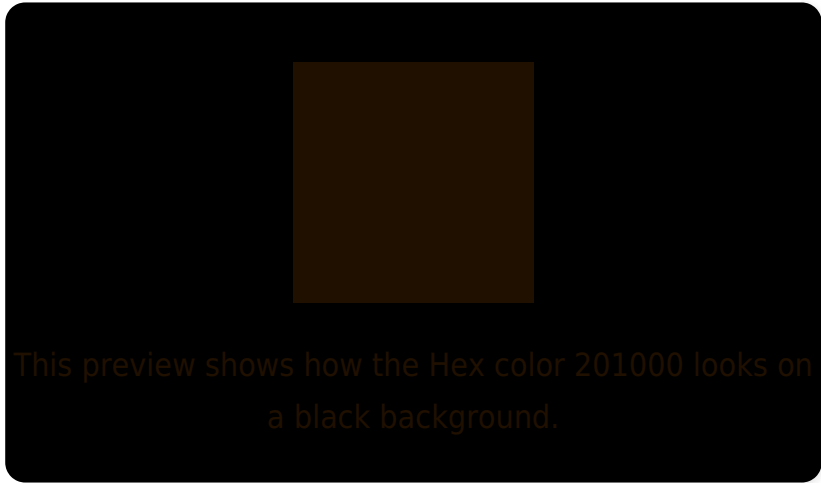 This preview shows how the Hex color 201000 looks on
a black background.